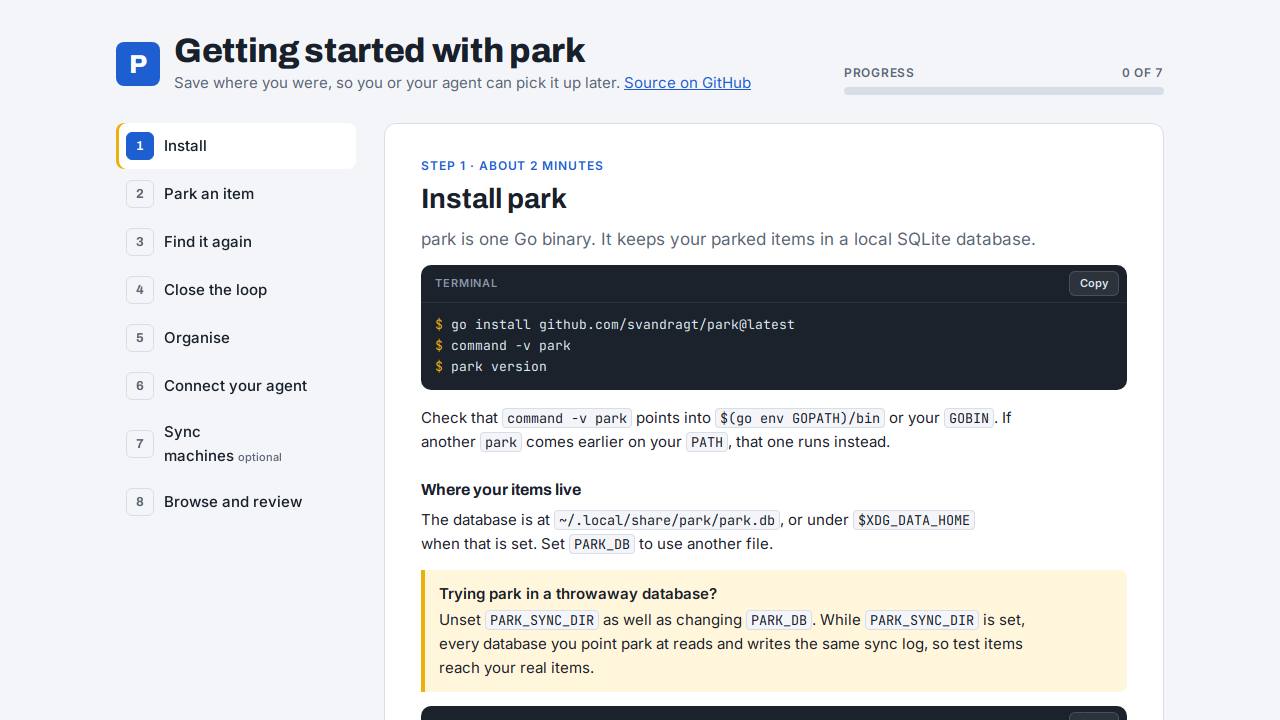 P
Getting started with park
Save where you were, so you or your agent can pick it up later. Source on GitHub
PROGRESS 0 OF 7
1 Install
2 Park an item
3 Find it again
4 Close the loop
5 Organise
6 Connect your agent
7 Sync
machines optional
8 Browse and review
STEP 1 · ABOUT 2 MINUTES
Install park
park is one Go binary. It keeps your parked items in a local SQLite database.
TERMINAL Copy
$ go install github.com/svandragt/park@latest
$ command -v park
$ park version
Check that command -v park points into $(go env GOPATH)/bin or your GOBIN. If
another park comes earlier on your PATH, that one runs instead.
Where your items live
The database is at ~/.local/share/park/park.db, or under $XDG_DATA_HOME
when that is set. Set PARK_DB to use another file.
Trying park in a throwaway database?
Unset PARK_SYNC_DIR as well as changing PARK_DB. While PARK_SYNC_DIR is set,
every database you point park at reads and writes the same sync log, so test items
reach your real items.